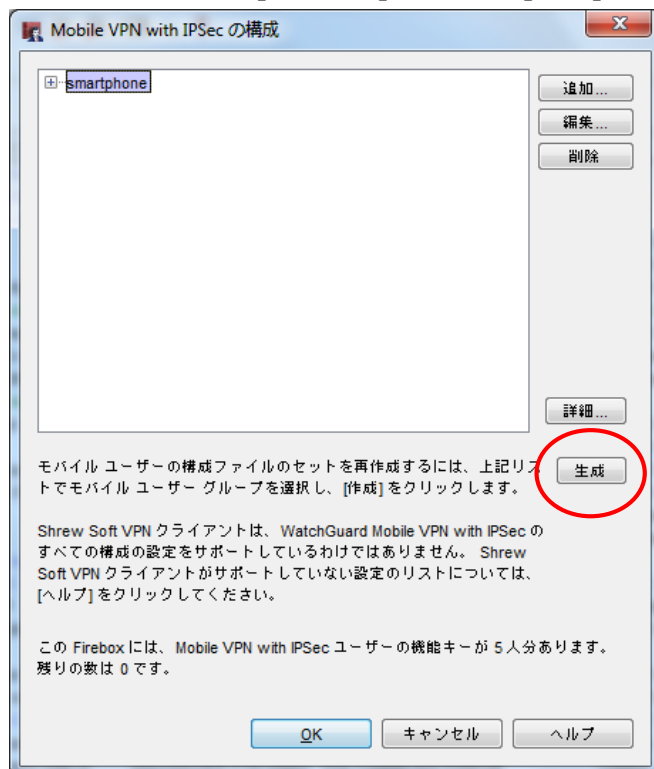 Mobile VPN with IPSec の構成
smartphone
追加...
編集...
削除
詳細...
モバイル ユーザーの構成ファイルのセットを再作成するには、上記リス
トでモバイル ユーザー グループを選択し、[作成] をクリックします。
生成
Shrew Soft VPN クライアントは、 WatchGuard Mobile VPN with IPSec の
すべての構成の設定をサポートしているわけではありません。 Shrew
Soft VPN クライアントがサポートしていない設定のリストについては、
[ヘルプ] をクリックしてください。
この Firebox には、 Mobile VPN with IPSec ユーザーの機能キーが 5 人分あります。
残りの数は 0 です。
OK
キャンセル
ヘルプ